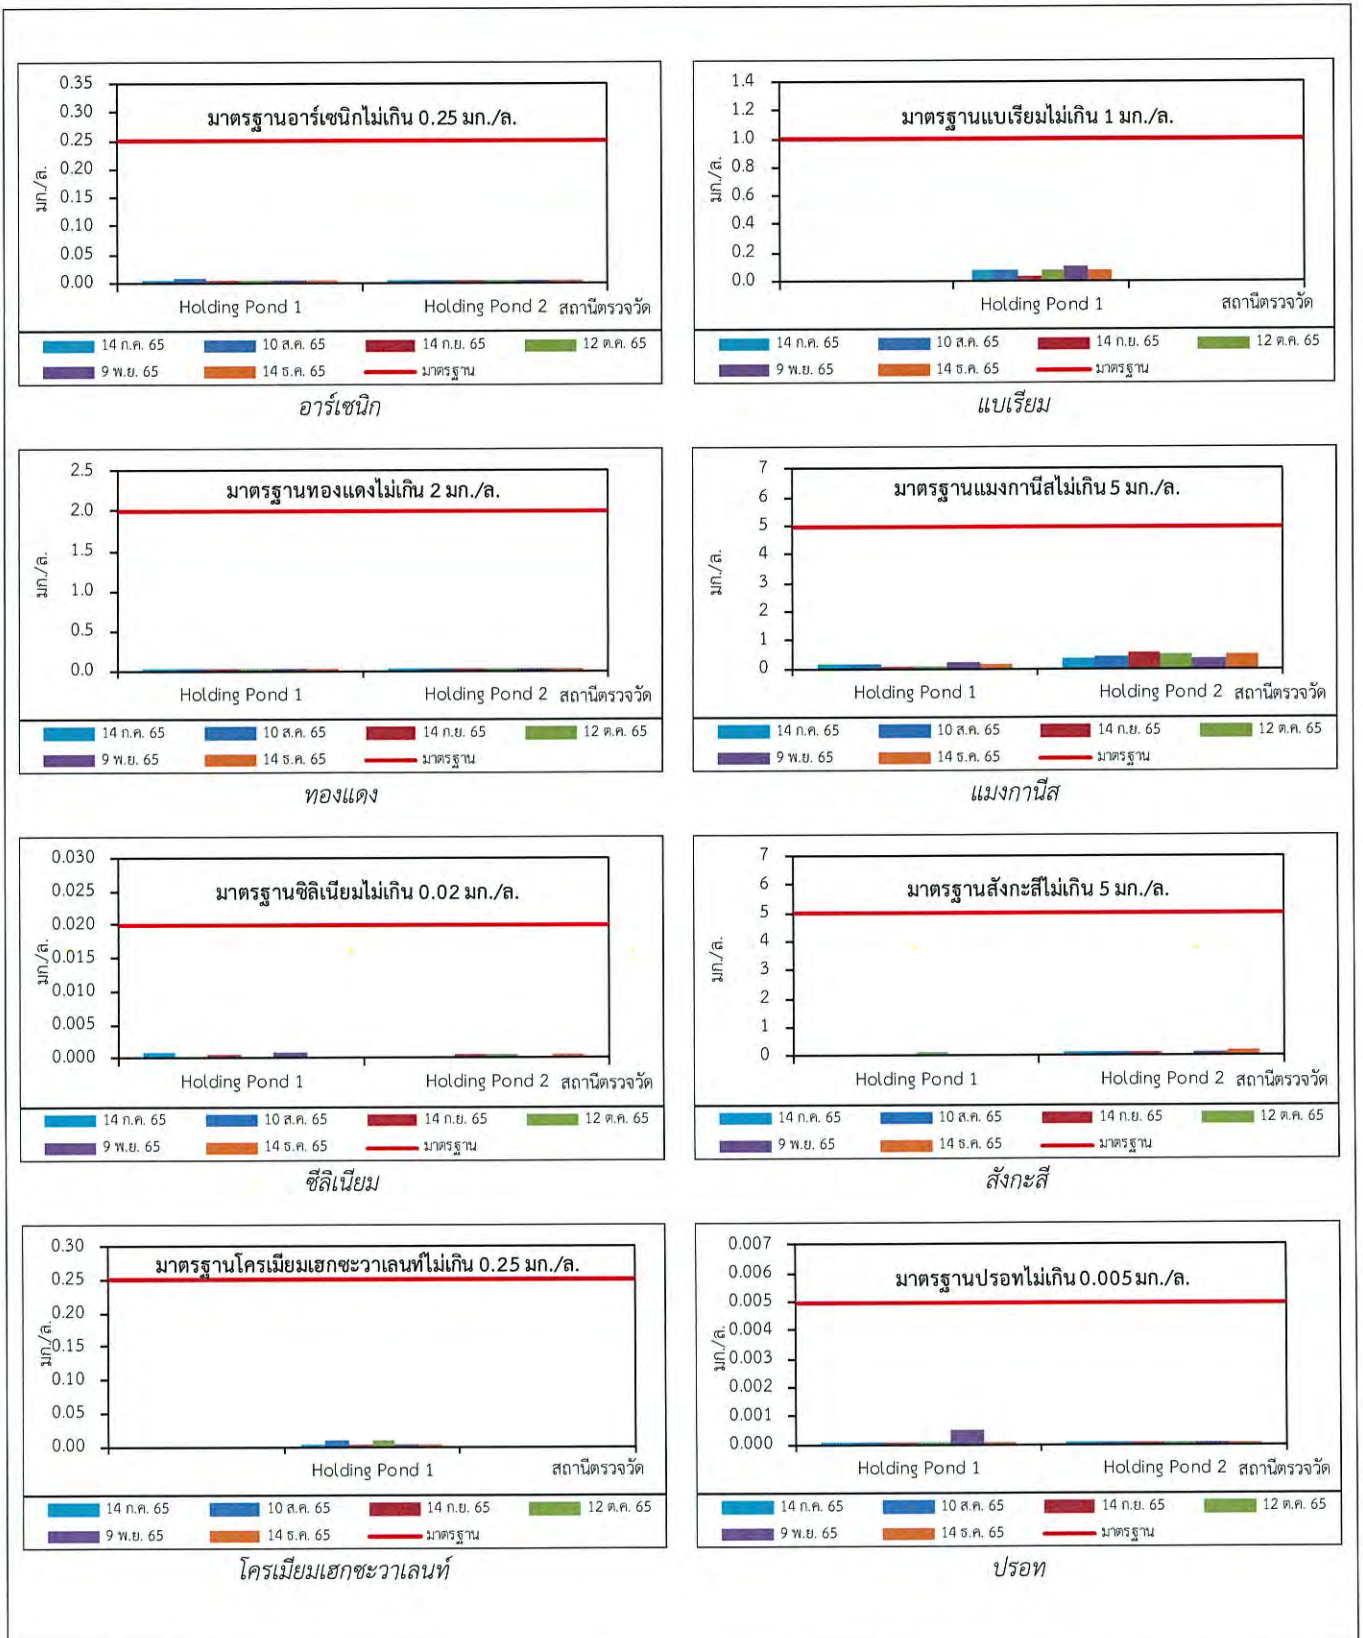 0.35
0.30
มาตรฐานอาร์เซนิกไม่เกิน 0.25 มก./ล.
0.25
0.20
0.15
0.10
0.05
0.00
มก./ล.
Holding Pond 1 Holding Pond 2 สถานีตรวจวัด
14 ก.ค. 65 10 ส.ค. 65 14 ก.ย. 65 12 ต.ค. 65
9 พ.ย. 65 14 ธ.ค. 65 มาตรฐาน
อาร์เซนิก
1.4
1.2
มาตรฐานแบเรียมไม่เกิน 1 มก./ล.
1.0
0.8
0.6
0.4
0.2
0.0
มก./ล.
Holding Pond 1 สถานีตรวจวัด
14 ก.ค. 65 10 ส.ค. 65 14 ก.ย. 65 12 ต.ค. 65
9 พ.ย. 65 14 ธ.ค. 65 มาตรฐาน
แบเรียม
2.5
มาตรฐานทองแดงไม่เกิน 2 มก./ล.
2.0
1.5
1.0
0.5
0.0
มก./ล.
Holding Pond 1 Holding Pond 2 สถานีตรวจวัด
14 ก.ค. 65 10 ส.ค. 65 14 ก.ย. 65 12 ต.ค. 65
9 พ.ย. 65 14 ธ.ค. 65 มาตรฐาน
ทองแดง
7
มาตรฐานแมงกานีสไม่เกิน 5 มก./ล.
6
5
4
3
2
1
0
มก./ล.
Holding Pond 1 Holding Pond 2 สถานีตรวจวัด
14 ก.ค. 65 10 ส.ค. 65 14 ก.ย. 65 12 ต.ค. 65
9 พ.ย. 65 14 ธ.ค. 65 มาตรฐาน
แมงกานีส
0.030
0.025
มาตรฐานซิลิเนียมไม่เกิน 0.02 มก./ล.
0.020
0.015
0.010
0.005
0.000
มก./ล.
Holding Pond 1 Holding Pond 2 สถานีตรวจวัด
14 ก.ค. 65 10 ส.ค. 65 14 ก.ย. 65 12 ต.ค. 65
9 พ.ย. 65 14 ธ.ค. 65 มาตรฐาน
ซีลิเนียม
7
6
มาตรฐานสังกะสีไม่เกิน 5 มก./ล.
5
4
3
2
1
0
มก./ล.
Holding Pond 1 Holding Pond 2 สถานีตรวจวัด
14 ก.ค. 65 10 ส.ค. 65 14 ก.ย. 65 12 ต.ค. 65
9 พ.ย. 65 14 ธ.ค. 65 มาตรฐาน
สังกะสี
0.30
มาตรฐานโครเมียมเฮกซะวาเลนท์ไม่เกิน 0.25 มก./ล.
0.25
0.20
0.15
0.10
0.05
0.00
มก./ล.
Holding Pond 1 สถานีตรวจวัด
14 ก.ค. 65 10 ส.ค. 65 14 ก.ย. 65 12 ต.ค. 65
9 พ.ย. 65 14 ธ.ค. 65 มาตรฐาน
โครเมียมเฮกซะวาเลนท์
0.007
0.006
มาตรฐานปรอทไม่เกิน 0.005 มก./ล.
0.005
0.004
0.003
0.002
0.001
0.000
มก./ล.
Holding Pond 1 Holding Pond 2 สถานีตรวจวัด
14 ก.ค. 65 10 ส.ค. 65 14 ก.ย. 65 12 ต.ค. 65
9 พ.ย. 65 14 ธ.ค. 65 มาตรฐาน
ปรอท